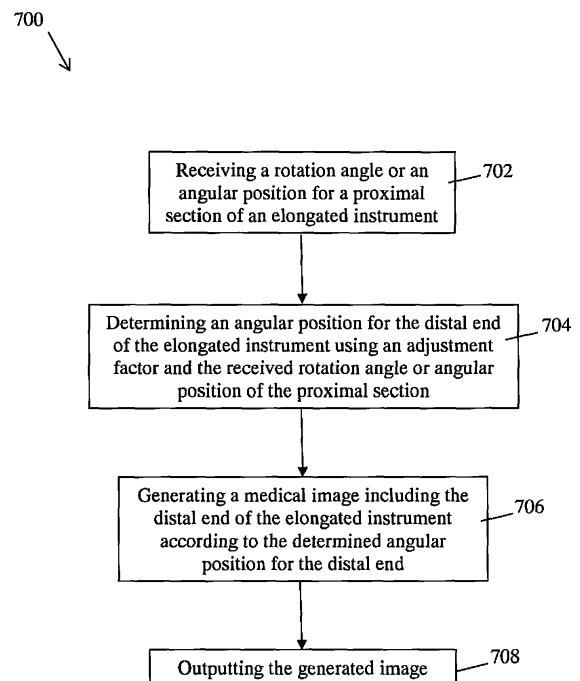 700
Receiving a rotation angle or an
angular position for a proximal
section of an elongated instrument
702
Determining an angular position for the distal end
of the elongated instrument using an adjustment
factor and the received rotation angle or angular
position of the proximal section
704
Generating a medical image including the
distal end of the elongated instrument
according to the determined angular
position for the distal end
706
Outputting the generated image
708